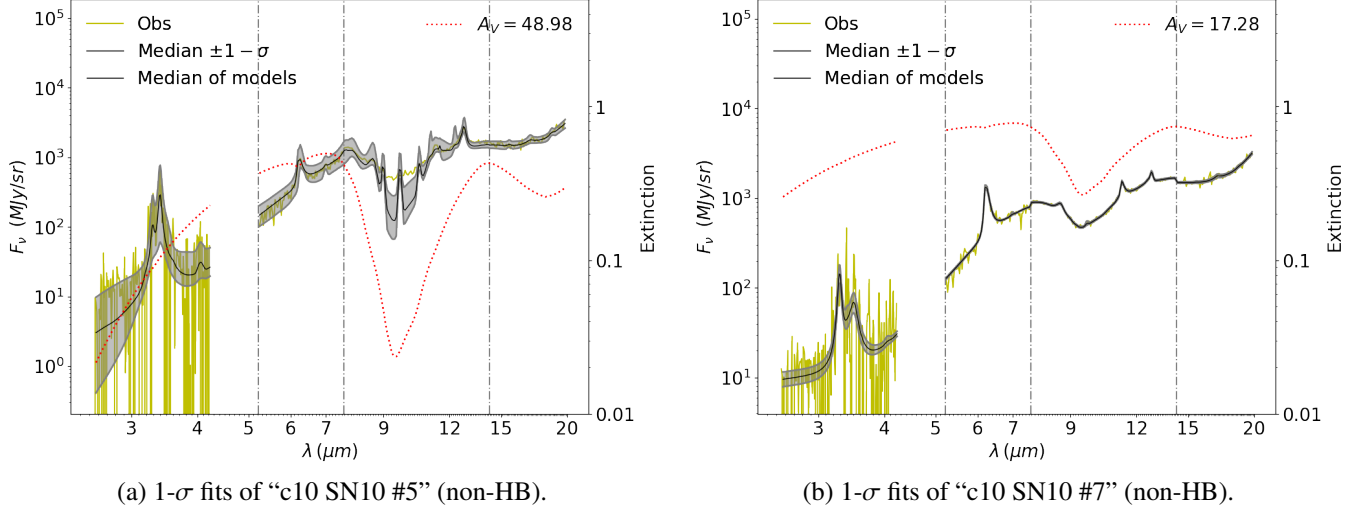 Obs
Median ±1 − σ
Median of models
A_V = 48.98
10^5
10^4
10^3
10^2
10^1
10^0
F_ν (MJy/sr)
1
0.1
0.01
Extinction
3 4 5 6 7 9 12 15 20
λ (μm)
(a) 1-σ fits of “c10 SN10 #5” (non-HB).
Obs
Median ±1 − σ
Median of models
A_V = 17.28
10^5
10^4
10^3
10^2
10^1
F_ν (MJy/sr)
1
0.1
0.01
Extinction
3 4 5 6 7 9 12 15 20
λ (μm)
(b) 1-σ fits of “c10 SN10 #7” (non-HB).